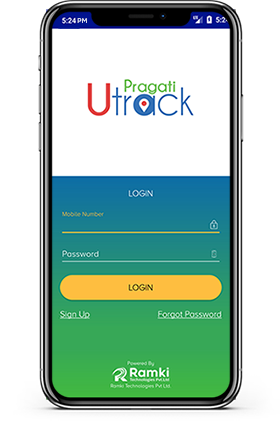 5:24 PM
5:24
Pragati
Utrack
LOGIN
Mobile Number
Password
LOGIN
Sign Up
Forgot Password
Powered By
Ramki
Technologies Pvt Ltd
Ramki Technologies Pvt Ltd